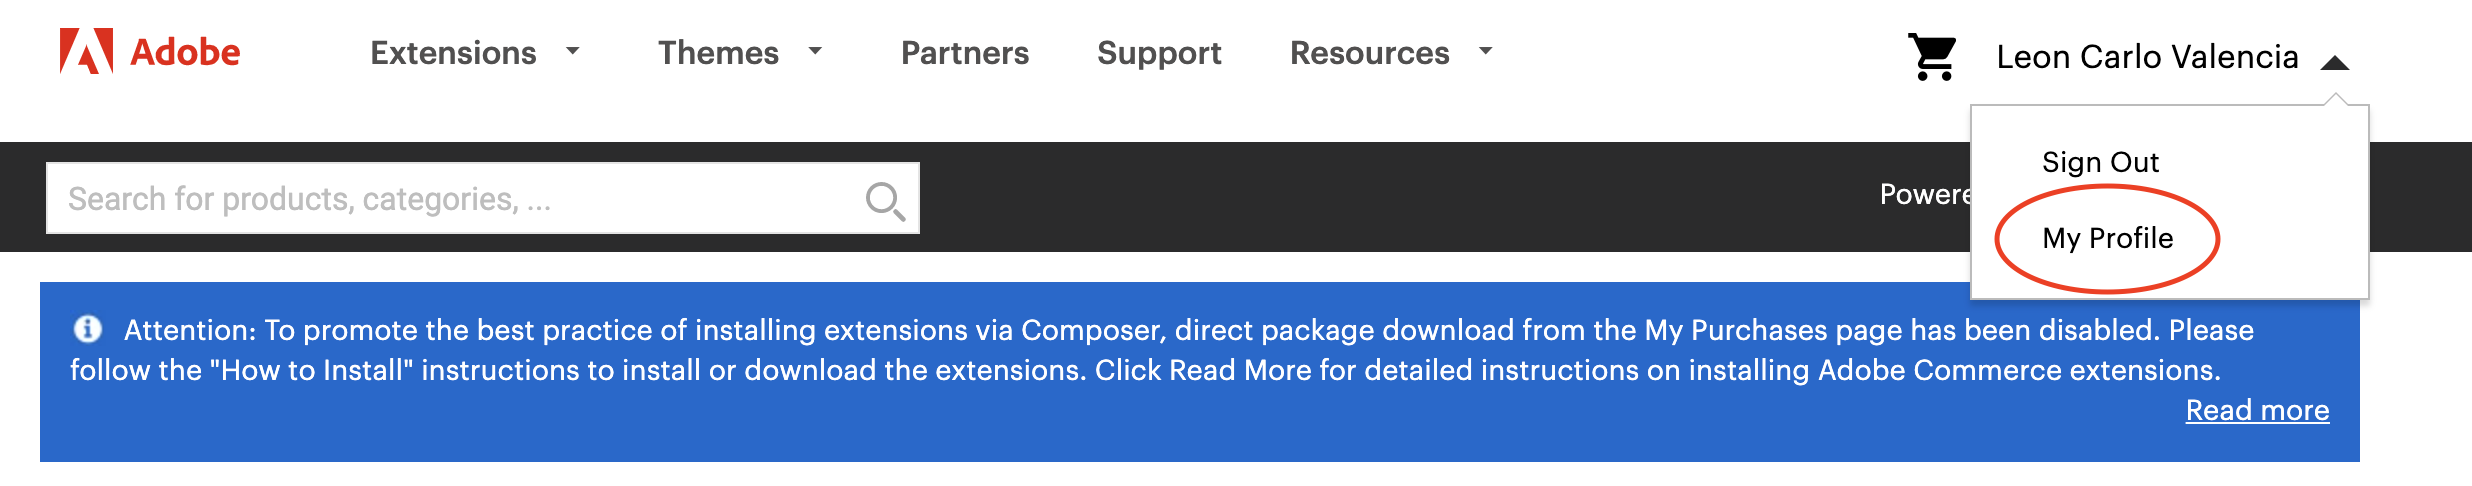 Adobe
Extensions
Themes
Partners
Support
Resources
Leon Carlo Valencia
Search for products, categories, ...
Sign Out
My Profile
Attention: To promote the best practice of installing extensions via Composer, direct package download from the My Purchases page has been disabled. Please
follow the "How to Install" instructions to install or download the extensions. Click Read More for detailed instructions on installing Adobe Commerce extensions.
Read more